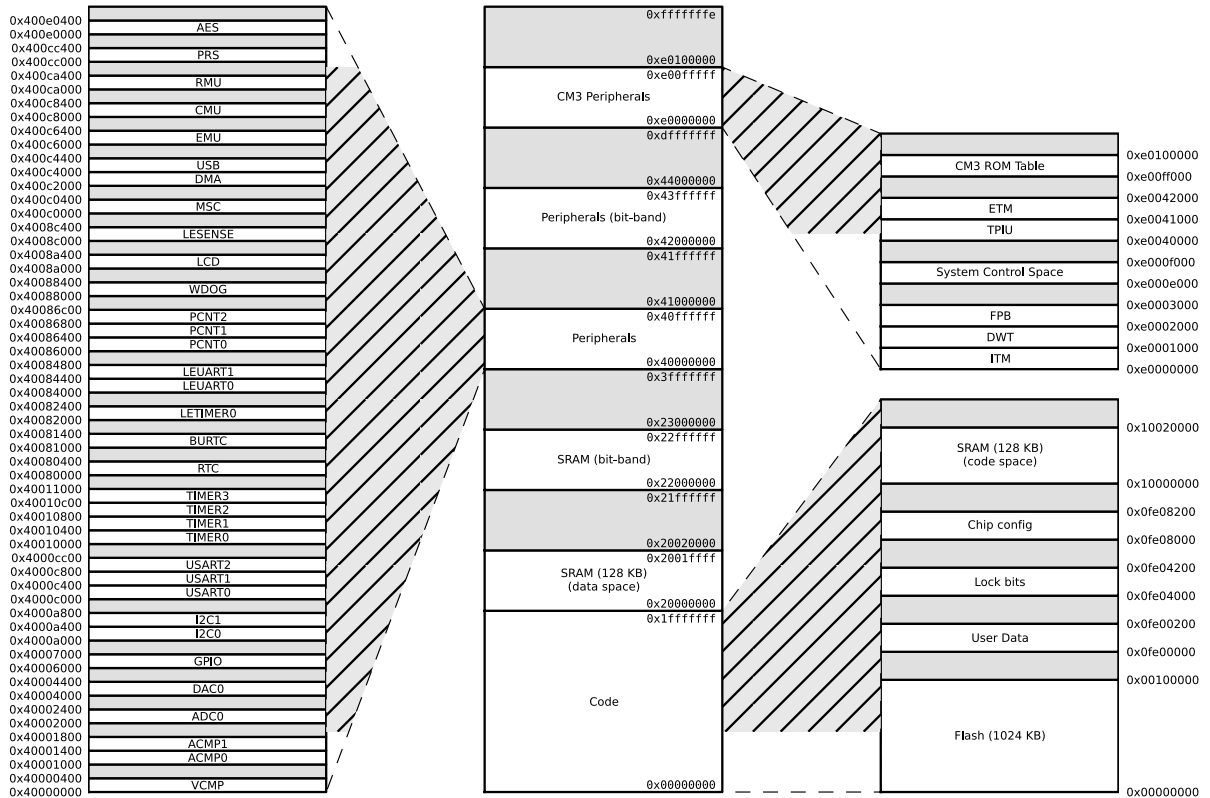 0x400e0400
AES
0x400e0000
0x400cc400
PRS
0x400cc000
0x400ca400
RMU
0x400ca000
0x400c8400
CMU
0x400c8000
0x400c6400
EMU
0x400c6000
0x400c4400
USB
0x400c4000
DMA
0x400c2000
0x400c0400
MSC
0x400c0000
0x4008c400
LESENSE
0x4008c000
0x4008a400
LCD
0x4008a000
0x40088400
WDOG
0x40088000
0x40086c00
PCNT2
0x40086800
PCNT1
0x40086400
PCNT0
0x40086000
0x40084800
LEUART1
0x40084400
LEUART0
0x40084000
0x40082400
LETIMER0
0x40082000
0x40081400
BURTC
0x40081000
0x40080400
RTC
0x40080000
0x40011000
TIMER3
0x40010c00
TIMER2
0x40010800
TIMER1
0x40010400
TIMER0
0x40010000
0x4000cc00
USART2
0x4000c800
USART1
0x4000c400
USART0
0x4000c000
0x4000a800
I2C1
0x4000a400
I2C0
0x4000a000
0x40007000
GPIO
0x40006000
0x40004400
DAC0
0x40004000
0x40002400
ADC0
0x40002000
0x40001800
ACMP1
0x40001400
ACMP0
0x40001000
0x40000400
VCMP
0x40000000
0xfffffffe
0xe0100000
0xe00fffff
CM3 Peripherals
0xe0000000
0xdfffffff
0x44000000
0x43ffffff
Peripherals (bit-band)
0x42000000
0x41ffffff
0x41000000
0x40ffffff
Peripherals
0x40000000
0x3fffffff
0x23000000
0x22ffffff
SRAM (bit-band)
0x22000000
0x21ffffff
0x20020000
0x2001ffff
SRAM (128 KB)
(data space)
0x20000000
0x1fffffff
Code
0x00000000
0xe0100000
CM3 ROM Table
0xe00ff000
0xe0042000
ETM
0xe0041000
TPIU
0xe0040000
0xe000f000
System Control Space
0xe000e000
0xe0003000
FPB
0xe0002000
DWT
0xe0001000
ITM
0xe0000000
0x10020000
SRAM (128 KB)
(code space)
0x10000000
0x0fe08200
Chip config
0x0fe08000
0x0fe04200
Lock bits
0x0fe04000
0x0fe00200
User Data
0x0fe00000
0x00100000
Flash (1024 KB)
0x00000000